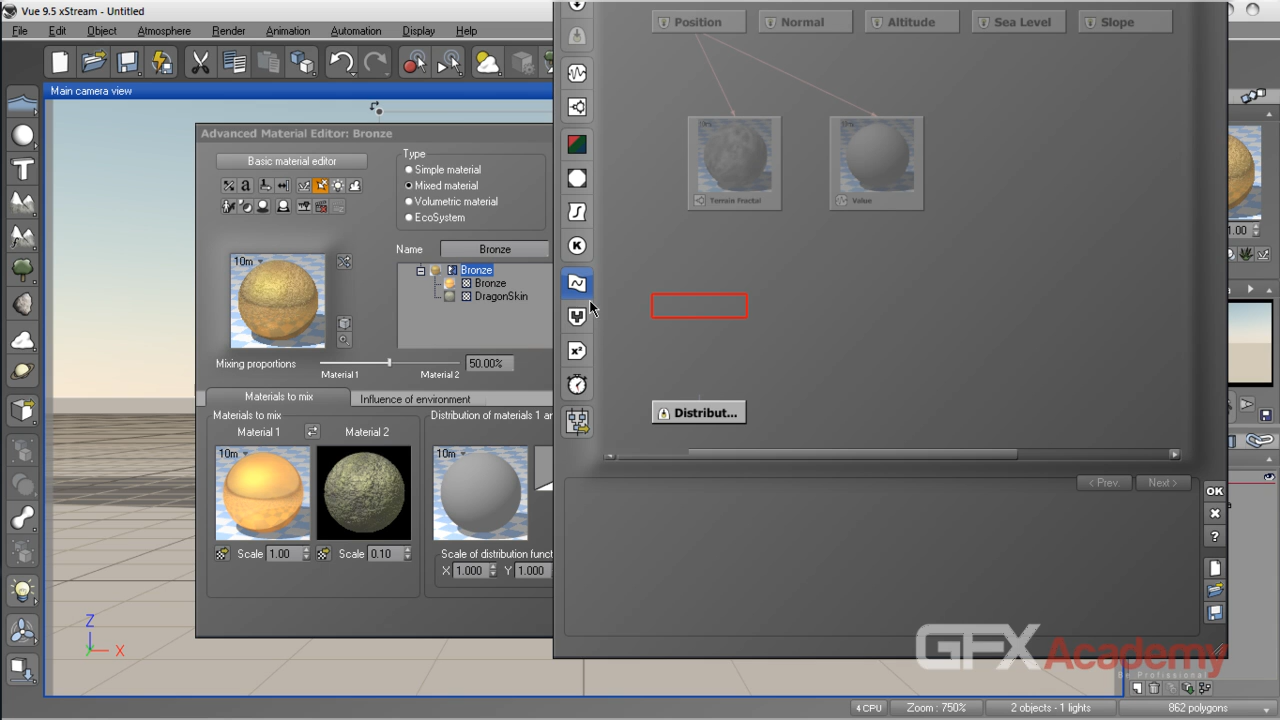 Vue 9.5 xStream - Untitled
File Edit Object Atmosphere Render Animation Automation Display Help
Main camera view
Position Normal Altitude Sea Level Slope
Terrain Fractal Value
Distribut...
< Prev. Next >
OK
Advanced Material Editor: Bronze
Basic material editor
Type
Simple material
Mixed material
Volumetric material
EcoSystem
Name Bronze
10m
Bronze
Bronze
DragonSkin
Mixing proportions 50.00%
Material 1 Material 2
Materials to mix Influence of environment
Materials to mix Distribution of materials 1 ar
Material 1 Material 2
10m 10m
Scale 1.00 Scale 0.10 Scale of distribution funct
X 1.000 Y 1.000
Z
Y X
GFX Academy
Be Professional
4 CPU Zoom : 750% 2 objects - 1 lights 862 polygons